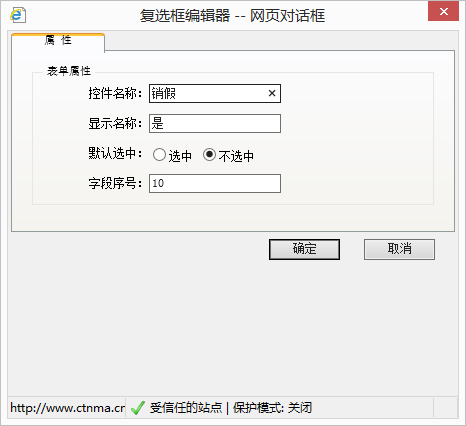 复选框编辑器 -- 网页对话框
属 性
表单属性
控件名称： 销假
显示名称： 是
默认选中： 选中 不选中
字段序号： 10
确定 取消
http://www.ctnma.cn 受信任的站点 | 保护模式: 关闭